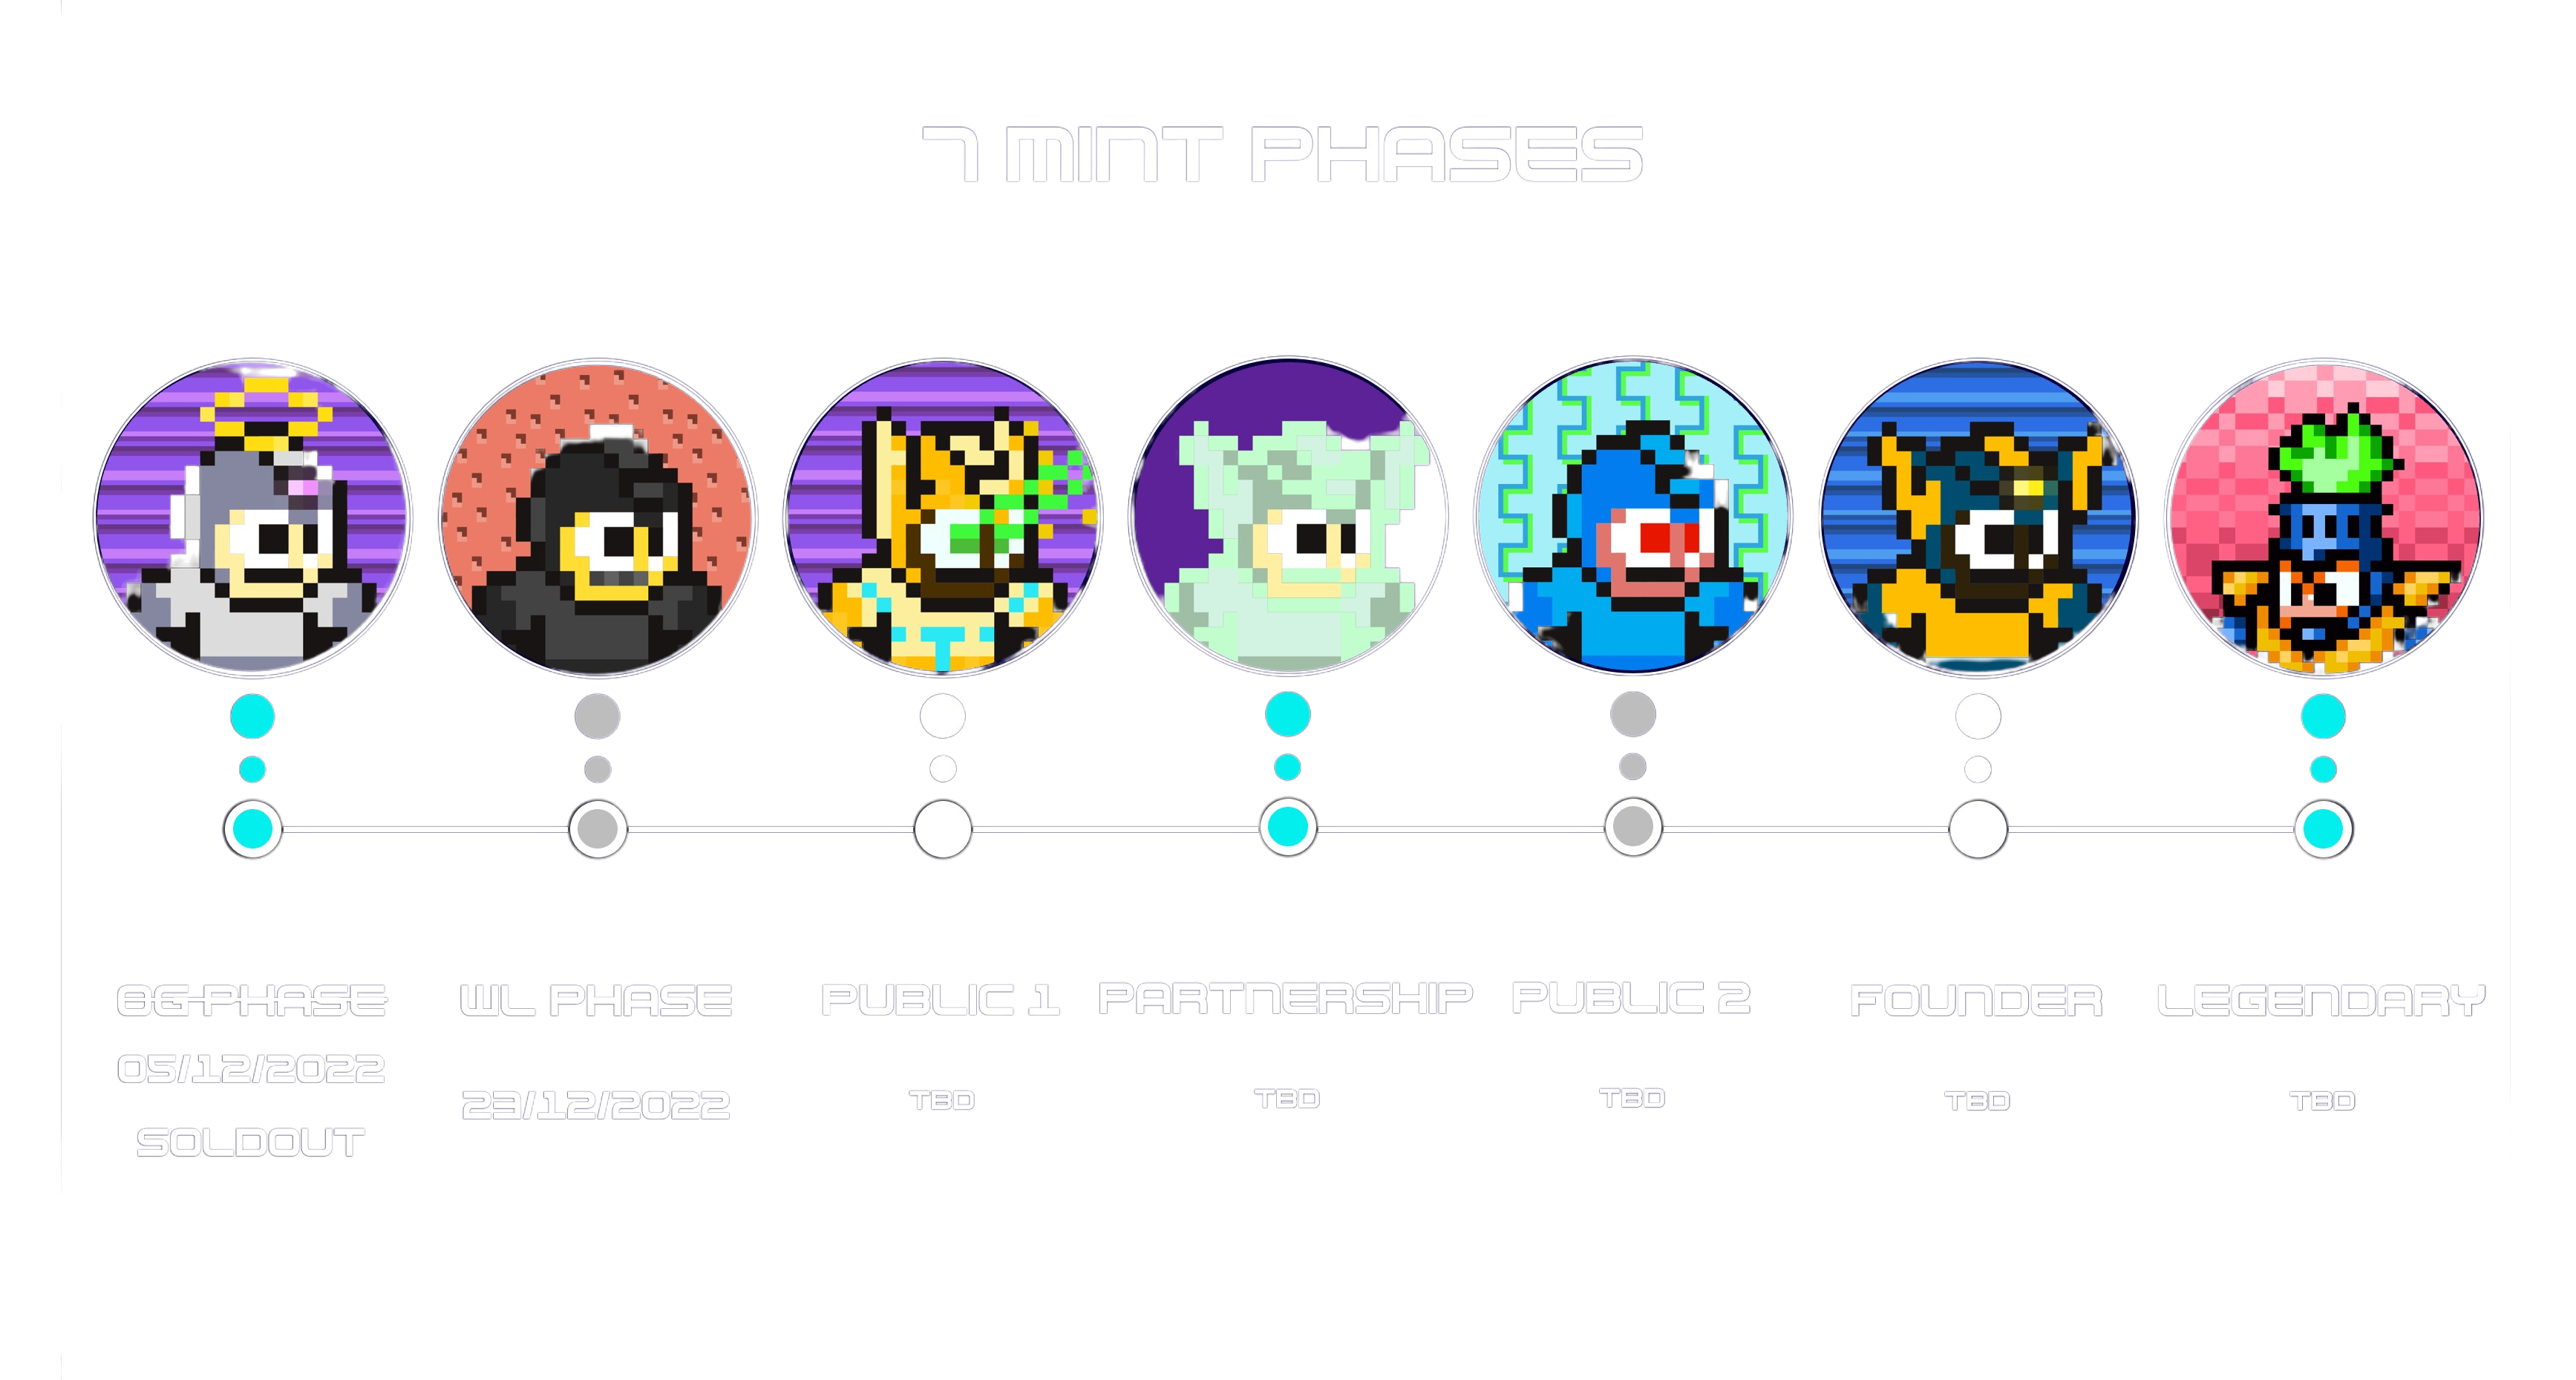 7 MINT PHASES
OG PHASE
05/12/2022
SOLDOUT
WL PHASE
23/12/2022
PUBLIC 1
TBD
PARTNERSHIP
TBD
PUBLIC 2
TBD
FOUNDER
TBD
LEGENDARY
TBD